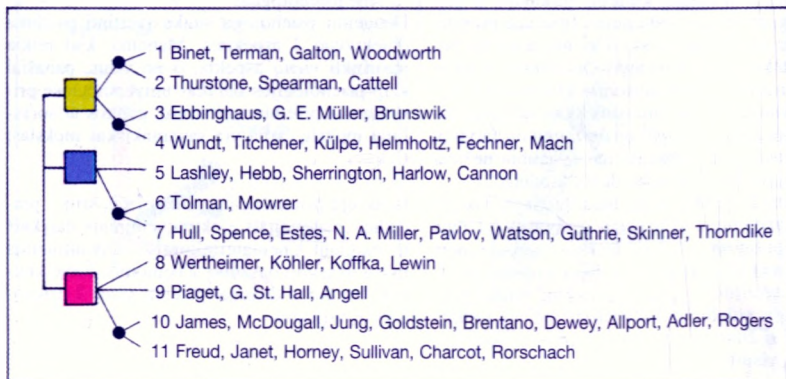 1 Binet, Terman, Galton, Woodworth
2 Thurstone, Spearman, Cattell
3 Ebbinghaus, G. E. Müller, Brunswik
4 Wundt, Titchener, Külpe, Helmholtz, Fechner, Mach
5 Lashley, Hebb, Sherrington, Harlow, Cannon
6 Tolman, Mowrer
7 Hull, Spence, Estes, N. A. Miller, Pavlov, Watson, Guthrie, Skinner, Thorndike
8 Wertheimer, Köhler, Koffka, Lewin
9 Piaget, G. St. Hall, Angell
10 James, McDougall, Jung, Goldstein, Brentano, Dewey, Allport, Adler, Rogers
11 Freud, Janet, Horney, Sullivan, Charcot, Rorschach